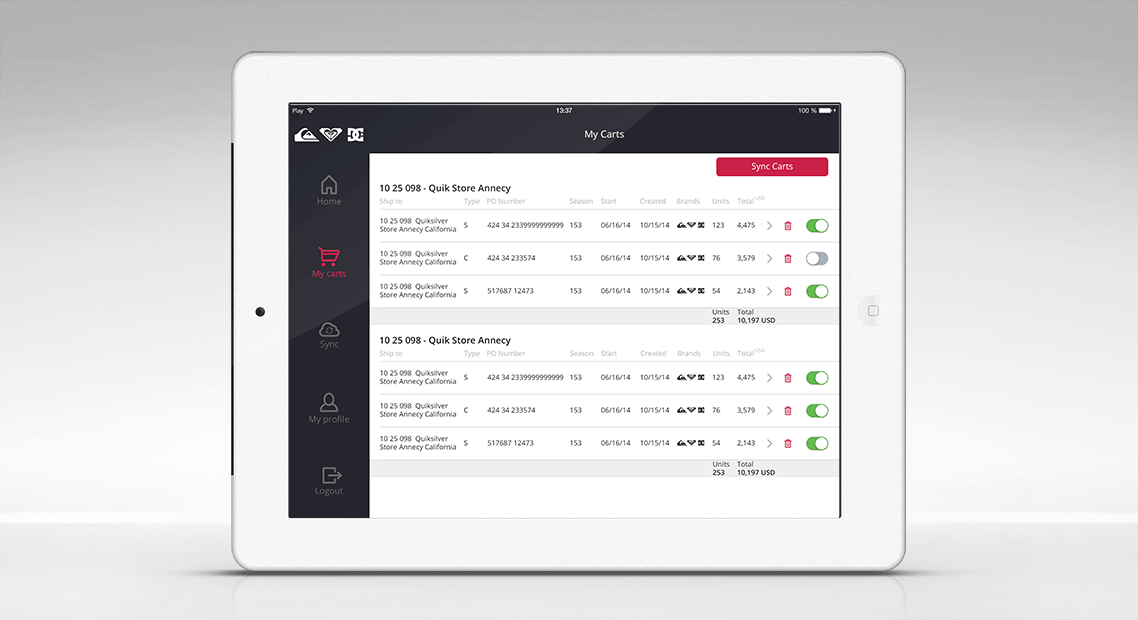 Play 13:37 100 %
DC My Carts
Sync Carts
Home
My carts
Sync
My profile
Logout
10 25 098 - Quik Store Annecy
Ship to Type PO Number Season Start Created Brands Units Total USD
10 25 098 Quiksilver
Store Annecy California S 424 34 2339999999999 153 06/16/14 10/15/14 DC 123 4,475
10 25 098 Quiksilver
Store Annecy California C 424 34 233574 153 06/16/14 10/15/14 DC 76 3,579
10 25 098 Quiksilver
Store Annecy California S 517687 12473 153 06/16/14 10/15/14 DC 54 2,143
Units Total
253 10,197 USD
10 25 098 - Quik Store Annecy
Ship to Type PO Number Season Start Created Brands Units Total USD
10 25 098 Quiksilver
Store Annecy California S 424 34 2339999999999 153 06/16/14 10/15/14 DC 123 4,475
10 25 098 Quiksilver
Store Annecy California C 424 34 233574 153 06/16/14 10/15/14 DC 76 3,579
10 25 098 Quiksilver
Store Annecy California S 517687 12473 153 06/16/14 10/15/14 DC 54 2,143
Units Total
253 10,197 USD